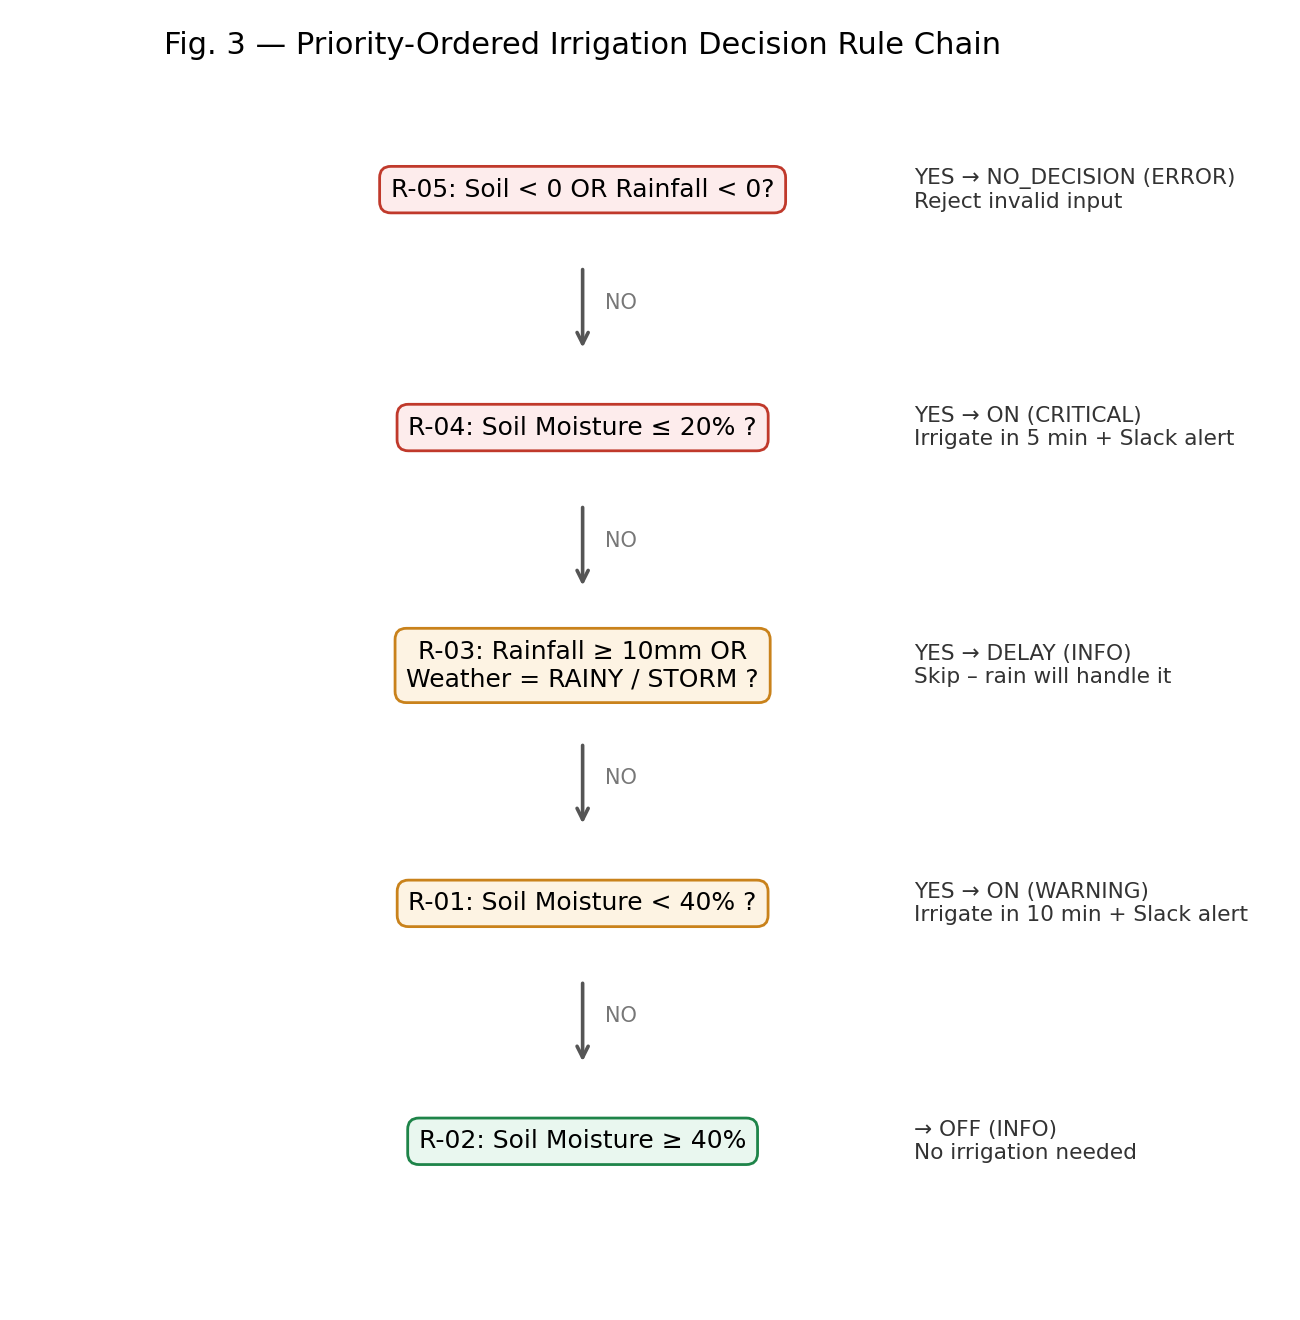 Fig. 3 — Priority-Ordered Irrigation Decision Rule Chain
R-05: Soil < 0 OR Rainfall < 0?
YES → NO_DECISION (ERROR)
Reject invalid input
NO
R-04: Soil Moisture ≤ 20% ?
YES → ON (CRITICAL)
Irrigate in 5 min + Slack alert
NO
R-03: Rainfall ≥ 10mm OR
Weather = RAINY / STORM ?
YES → DELAY (INFO)
Skip – rain will handle it
NO
R-01: Soil Moisture < 40% ?
YES → ON (WARNING)
Irrigate in 10 min + Slack alert
NO
R-02: Soil Moisture ≥ 40%
→ OFF (INFO)
No irrigation needed